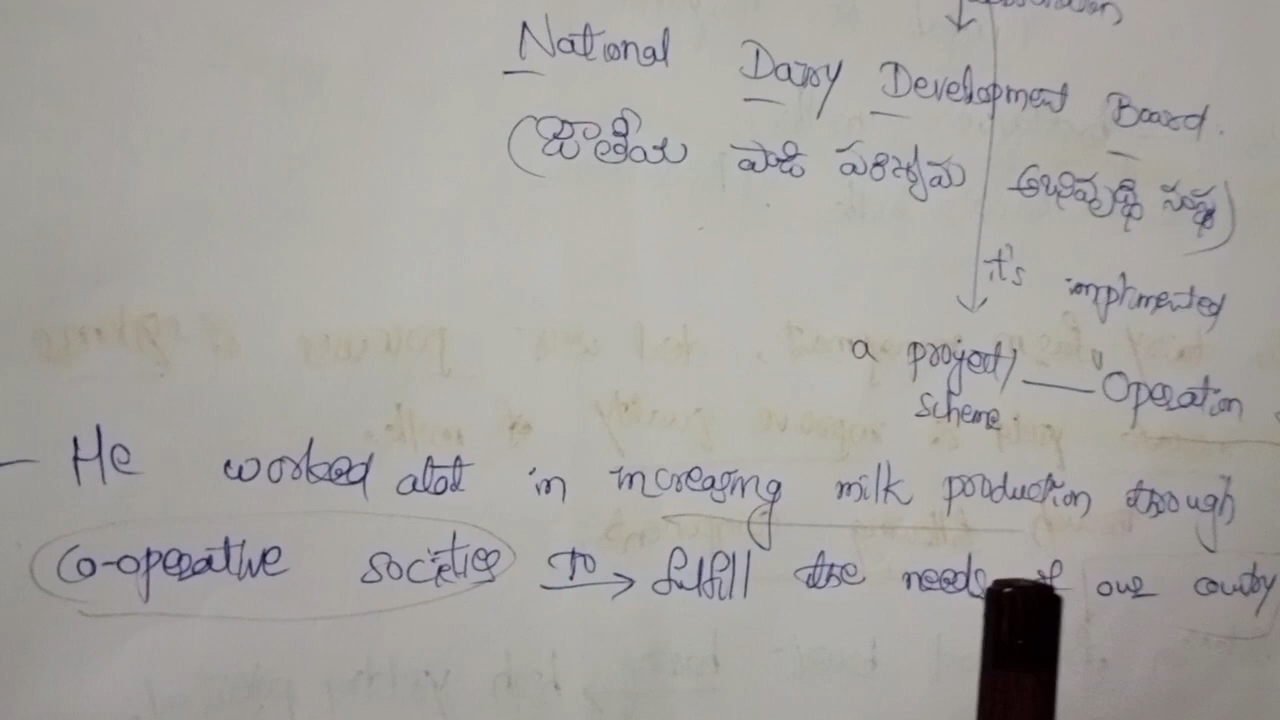 National Dairy Development Board.
(జాతీయ పాడి పరిశ్రమ అభివృద్ధి సంస్థ)
it's implimented
a project/ — "Operation
scheme.
- He worked alot in increasing milk production through
Co-operative societies To → fulfill the needs of our country